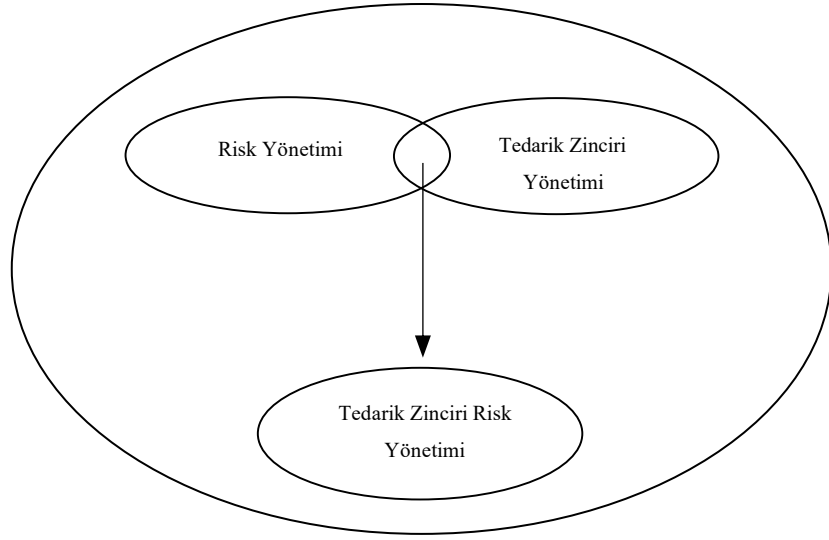 Risk Yönetimi
Tedarik Zinciri
Yönetimi
Tedarik Zinciri Risk
Yönetimi